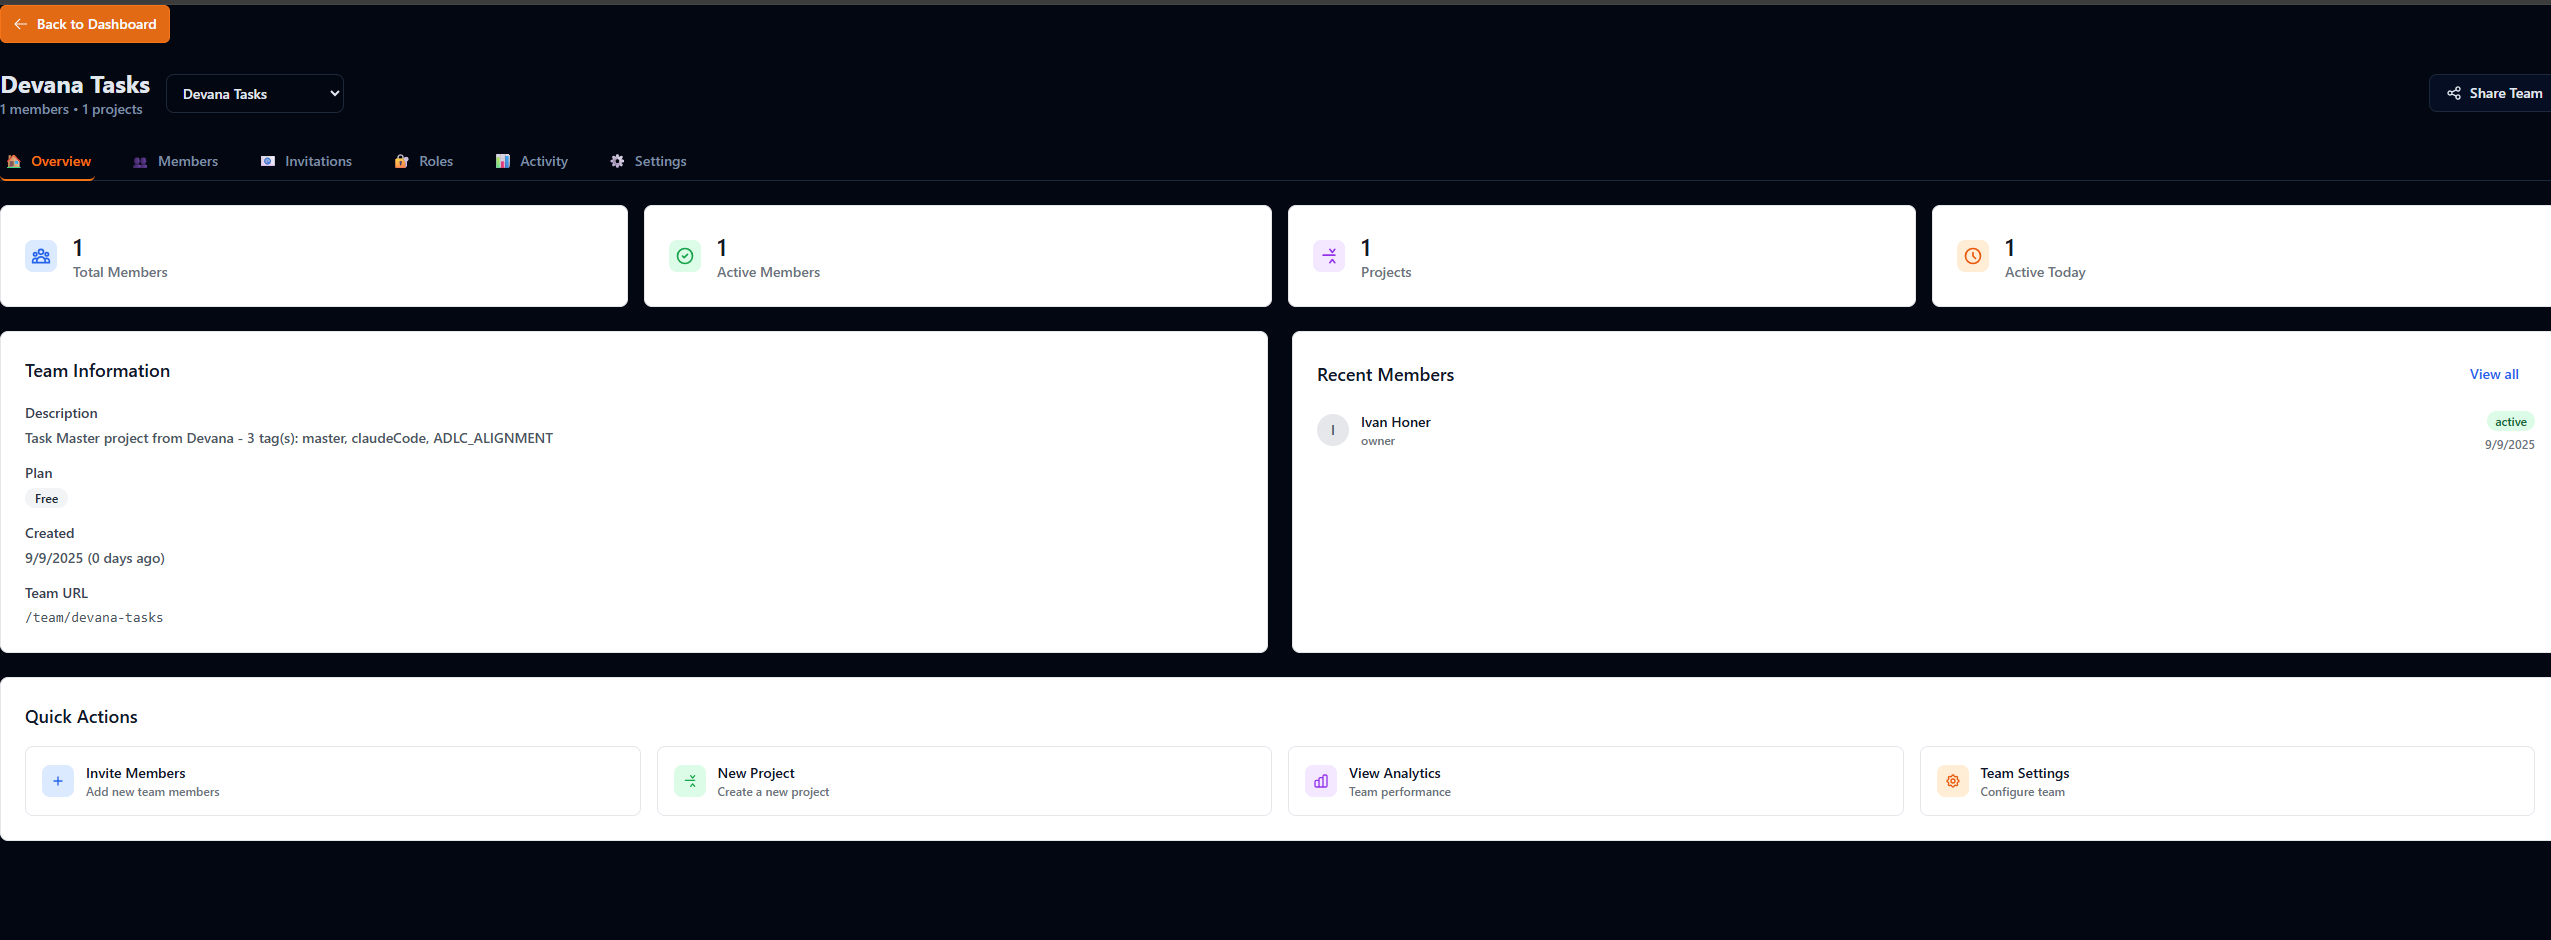 Back to Dashboard
Devana Tasks
1 members • 1 projects
Devana Tasks
Share Team
Overview
Members
Invitations
Roles
Activity
Settings
1
Total Members
1
Active Members
1
Projects
1
Active Today
Team Information
Description
Task Master project from Devana - 3 tag(s): master, claudeCode, ADLC_ALIGNMENT
Plan
Free
Created
9/9/2025 (0 days ago)
Team URL
/team/devana-tasks
Recent Members
View all
I
Ivan Honer
owner
active
9/9/2025
Quick Actions
Invite Members
Add new team members
New Project
Create a new project
View Analytics
Team performance
Team Settings
Configure team